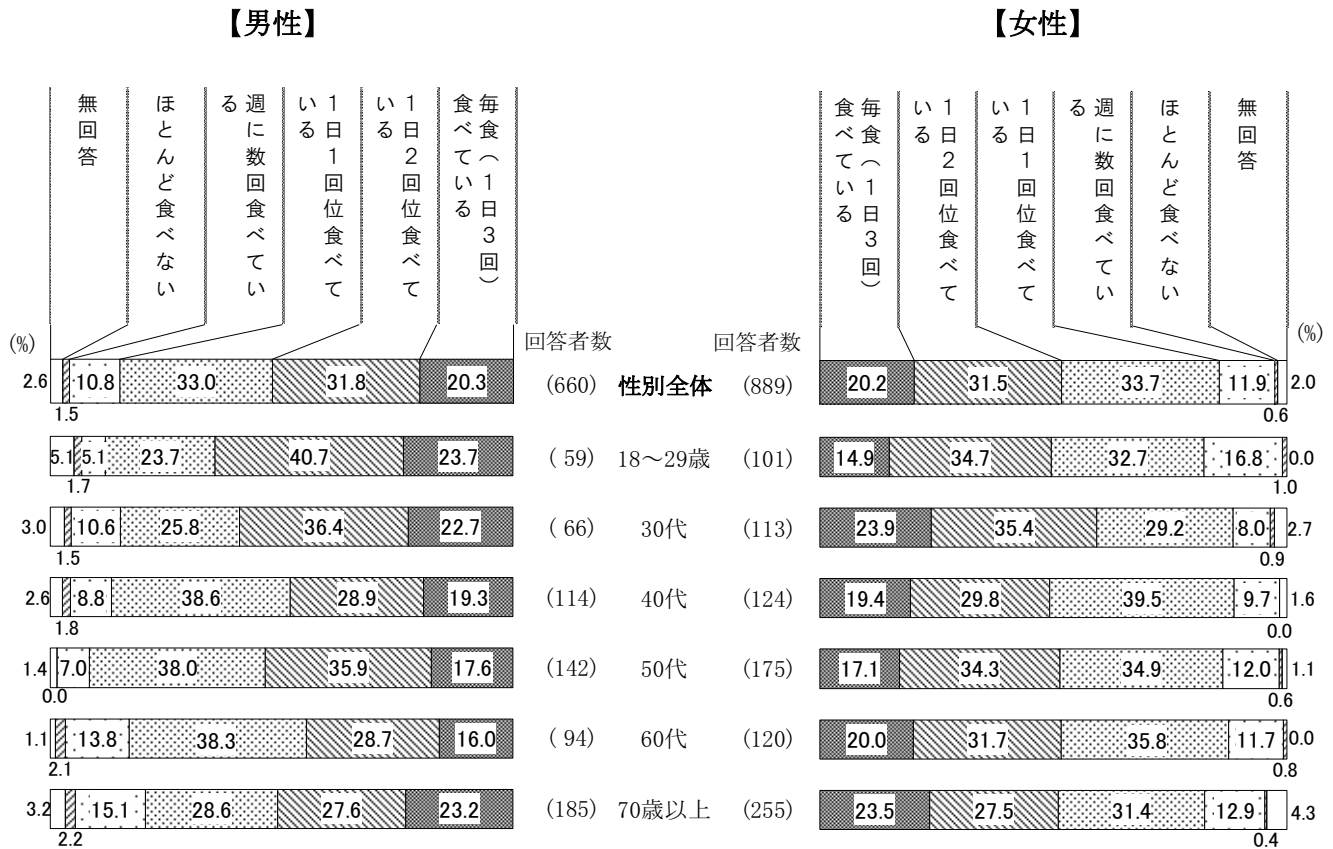 【男性】 【女性】
無回答
ほとんど食べない
週に数回食べている
1日1回位食べている
1日2回位食べている
毎食(1日3回)食べている
毎食(1日3回)食べている
1日2回位食べている
1日1回位食べている
週に数回食べている
ほとんど食べない
無回答
(%) 回答者数 回答者数 (%)
2.6 10.8 33.0 31.8 20.3 (660) 性別全体 (889) 20.2 31.5 33.7 11.9 2.0
1.5 0.6
5.1 5.1 23.7 40.7 23.7 ( 59) 18～29歳 (101) 14.9 34.7 32.7 16.8 0.0
1.7 1.0
3.0 10.6 25.8 36.4 22.7 ( 66) 30代 (113) 23.9 35.4 29.2 8.0 2.7
1.5 0.9
2.6 8.8 38.6 28.9 19.3 (114) 40代 (124) 19.4 29.8 39.5 9.7 1.6
1.8 0.0
1.4 7.0 38.0 35.9 17.6 (142) 50代 (175) 17.1 34.3 34.9 12.0 1.1
0.0 0.6
1.1 13.8 38.3 28.7 16.0 ( 94) 60代 (120) 20.0 31.7 35.8 11.7 0.0
2.1 0.8
3.2 15.1 28.6 27.6 23.2 (185) 70歳以上 (255) 23.5 27.5 31.4 12.9 4.3
2.2 0.4